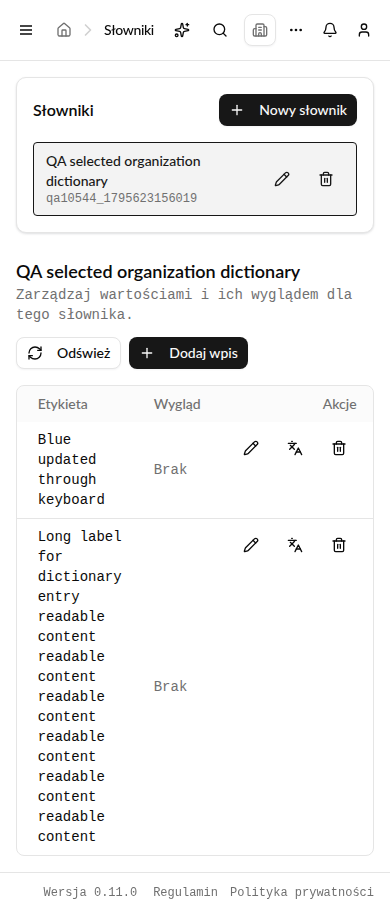 Słowniki
Słowniki
Nowy słownik
QA selected organization
dictionary
qa10544_1795623156019
QA selected organization dictionary
Zarządzaj wartościami i ich wyglądem dla
tego słownika.
Odśwież
Dodaj wpis
Etykieta Wygląd Akcje
Blue
updated
through
keyboard
Brak
Long label
for
dictionary
entry
readable
content
readable
content
readable
content
readable
content
readable
content
readable
content
Brak
Wersja 0.11.0 Regulamin Polityka prywatności